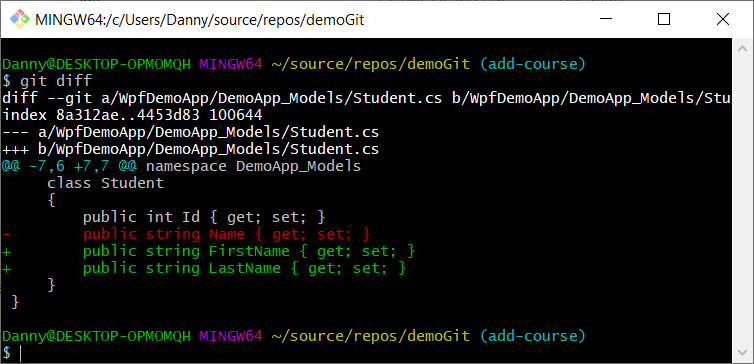 MINGW64:/c/Users/Danny/source/repos/demoGit
Danny@DESKTOP-OPMOMQH MINGW64 ~/source/repos/demoGit (add-course)
$ git diff
diff --git a/WpfDemoApp/DemoApp_Models/Student.cs b/WpfDemoApp/DemoApp_Models/Stu
index 8a312ae..4453d83 100644
--- a/WpfDemoApp/DemoApp_Models/Student.cs
+++ b/WpfDemoApp/DemoApp_Models/Student.cs
@@ -7,6 +7,7 @@ namespace DemoApp_Models
     class Student
     {
         public int Id { get; set; }
-        public string Name { get; set; }
+        public string FirstName { get; set; }
+        public string LastName { get; set; }
     }
 }
Danny@DESKTOP-OPMOMQH MINGW64 ~/source/repos/demoGit (add-course)
$